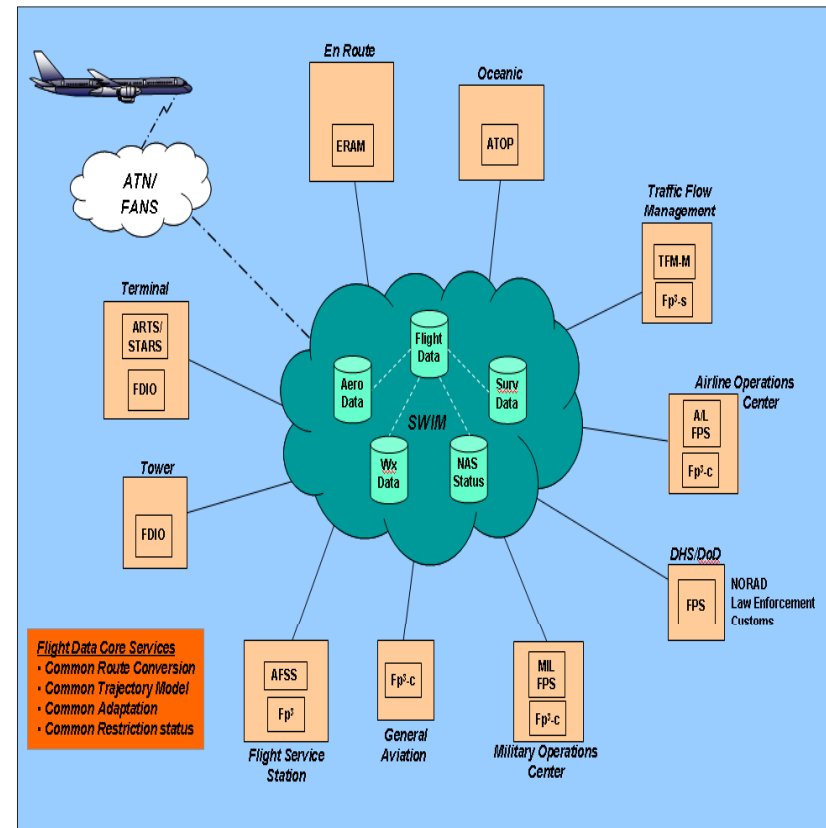 En Route
ERAM
Oceanic
ATOP
ATN/
FANS
Traffic Flow
Management
TFM-M
Fp³-s
Terminal
ARTS/
STARS
FDIO
Flight
Data
Aero
Data
Surv
Data
SWIM
Wx
Data
NAS
Status
Airline Operations
Center
A/L
FPS
Fp³-c
Tower
FDIO
DHS/DoD
FPS
NORAD
Law Enforcement
Customs
Flight Data Core Services
• Common Route Conversion
• Common Trajectory Model
• Common Adaptation
• Common Restriction status
AFSS
Fp³
Flight Service
Station
Fp³-c
General
Aviation
MIL
FPS
Fp³-c
Military Operations
Center